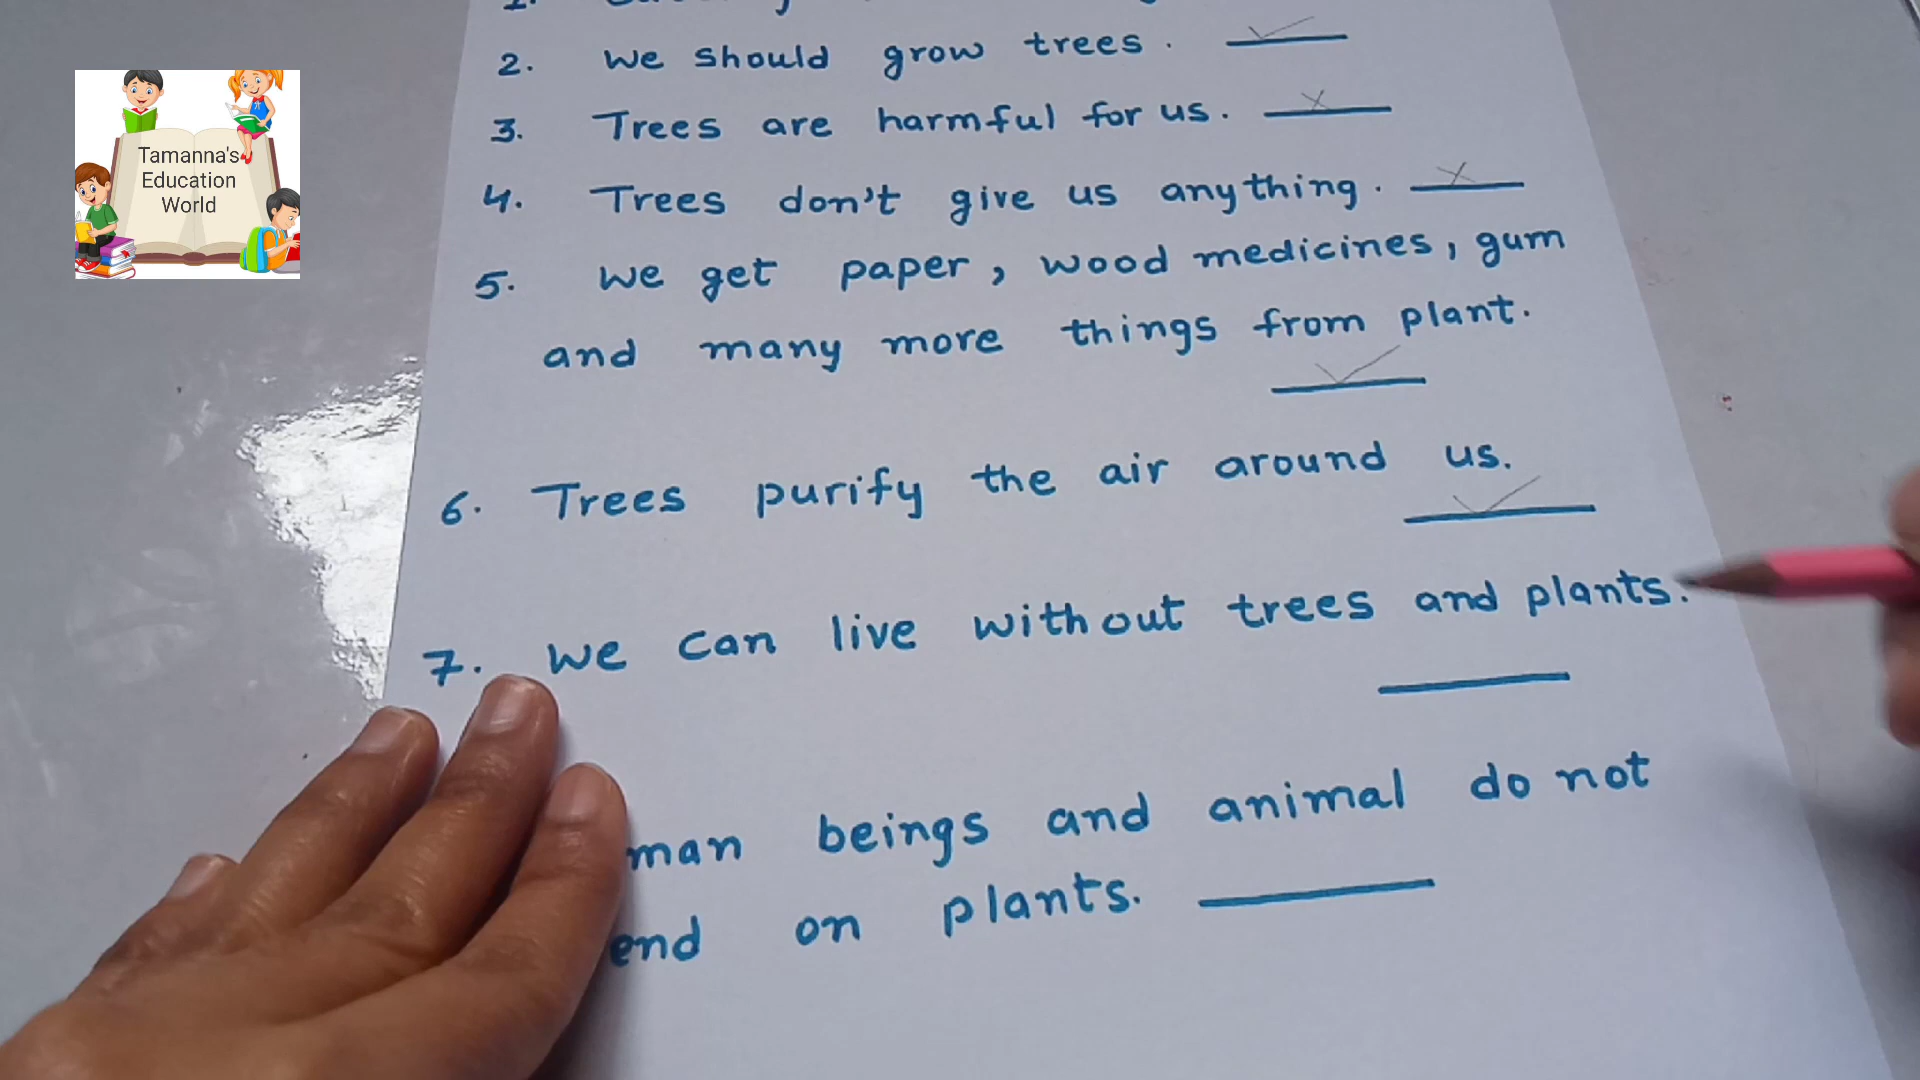 Tamanna's
Education
World
2. We should grow trees.
3. Trees are harmful for us.
4. Trees don't give us anything.
5. We get paper, wood medicines, gum
and many more things from plant.
6. Trees purify the air around us.
7. We can live without trees and plants.
man beings and animal do not
end on plants.